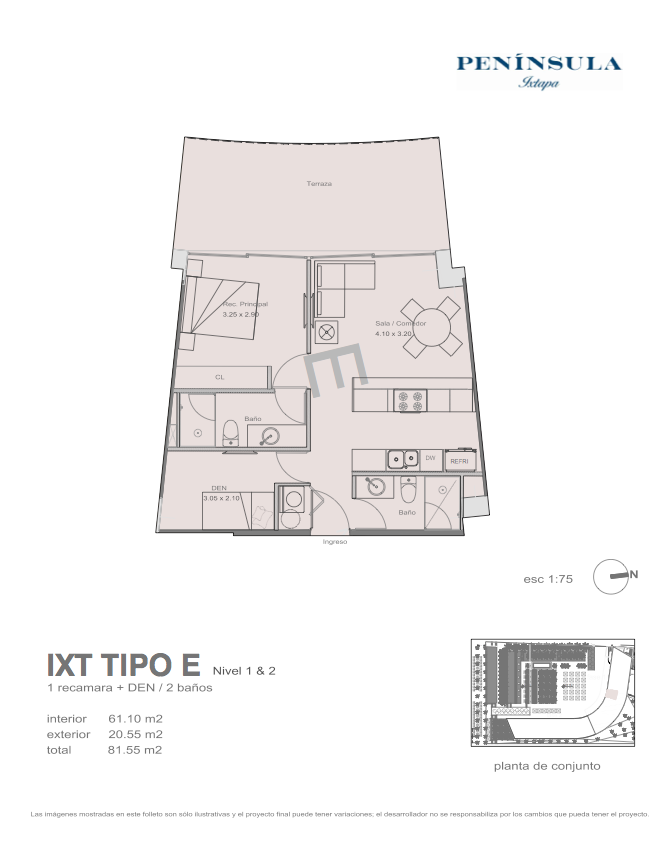 PENÍNSULA
Ixtapa
Terraza
Rec. Principal
3.25 x 2.90
Sala / Comedor
4.10 x 3.20
E
CL
Baño
DW
REFRI
DEN
3.05 x 2.10
Baño
Ingreso
esc 1:75
N
IXT TIPO E Nivel 1 & 2
1 recamara + DEN / 2 baños
interior 61.10 m2
exterior 20.55 m2
total 81.55 m2
planta de conjunto
Las imágenes mostradas en este folleto son sólo ilustrativas y el proyecto final puede tener variaciones; el desarrollador no se responsabiliza por los cambios que pueda tener el proyecto.